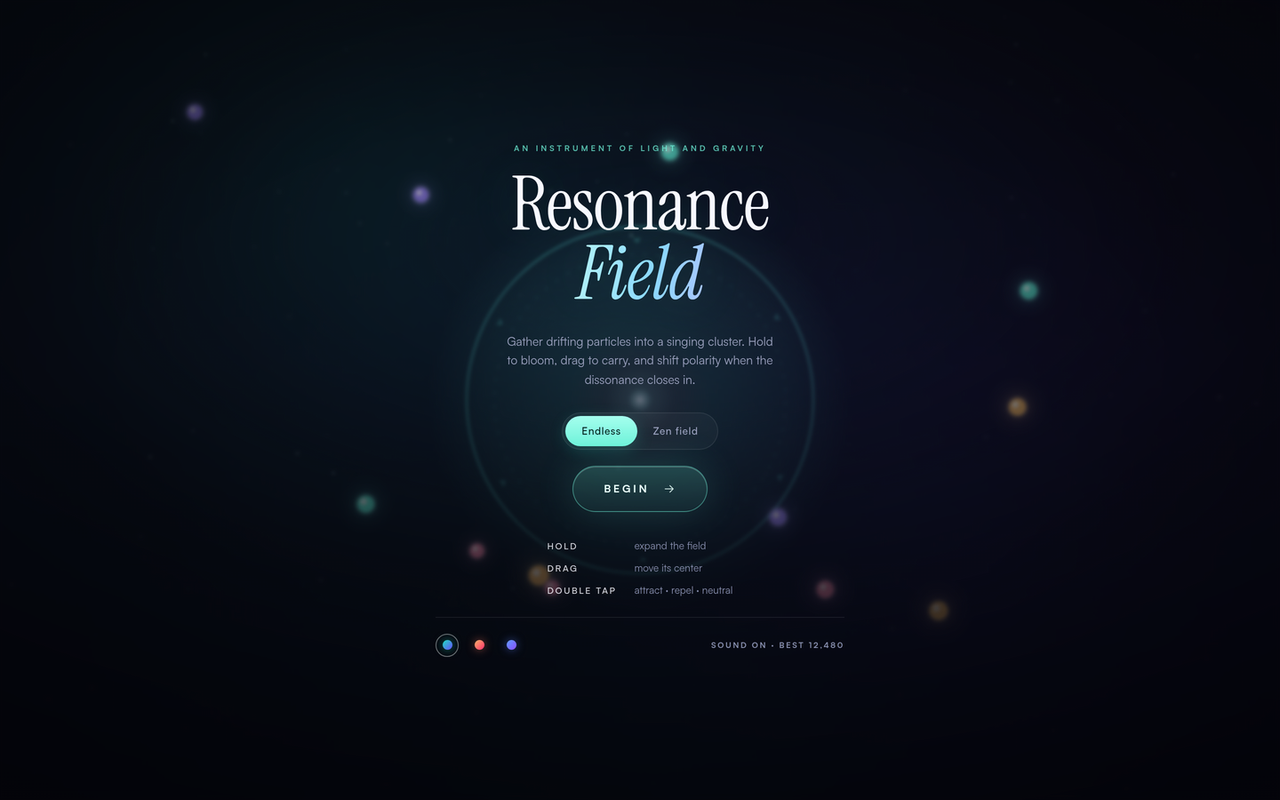 AN INSTRUMENT OF LIGHT AND GRAVITY
Resonance
Field
Gather drifting particles into a singing cluster. Hold
to bloom, drag to carry, and shift polarity when the
dissonance closes in.
Endless Zen field
BEGIN →
HOLD expand the field
DRAG move its center
DOUBLE TAP attract · repel · neutral
SOUND ON · BEST 12,480